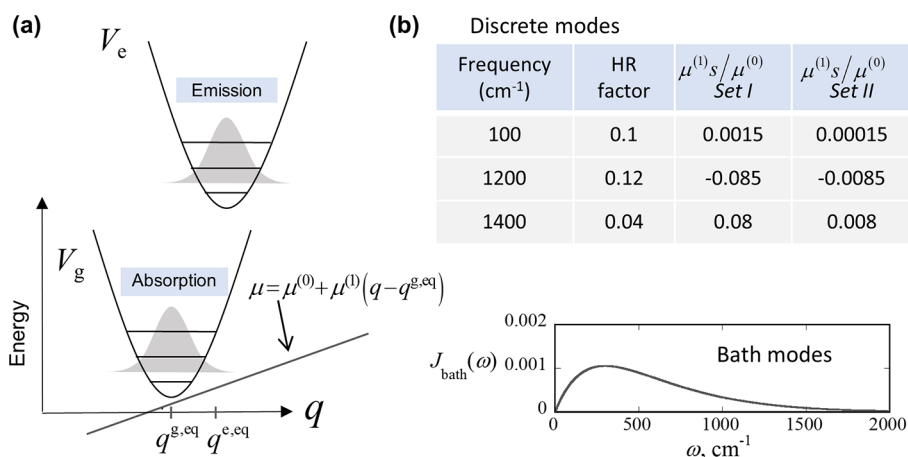 (a)
V_e
Emission
V_g
Absorption
μ = μ^(0) + μ^(1)(q − q^g,eq)
Energy
q
q^g,eq
q^e,eq
(b)
Discrete modes
Frequency (cm⁻¹) HR factor μ^(1)s/μ^(0) Set I μ^(1)s/μ^(0) Set II
100 0.1 0.0015 0.00015
1200 0.12 -0.085 -0.0085
1400 0.04 0.08 0.008
J_bath(ω)
0.002
0.001
0
Bath modes
0 500 1000 1500 2000
ω, cm⁻¹